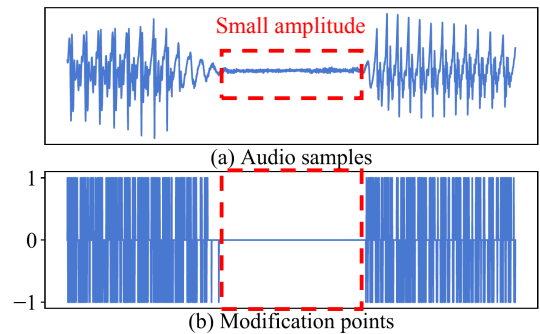 Small amplitude
(a) Audio samples
1
0
−1
(b) Modification points